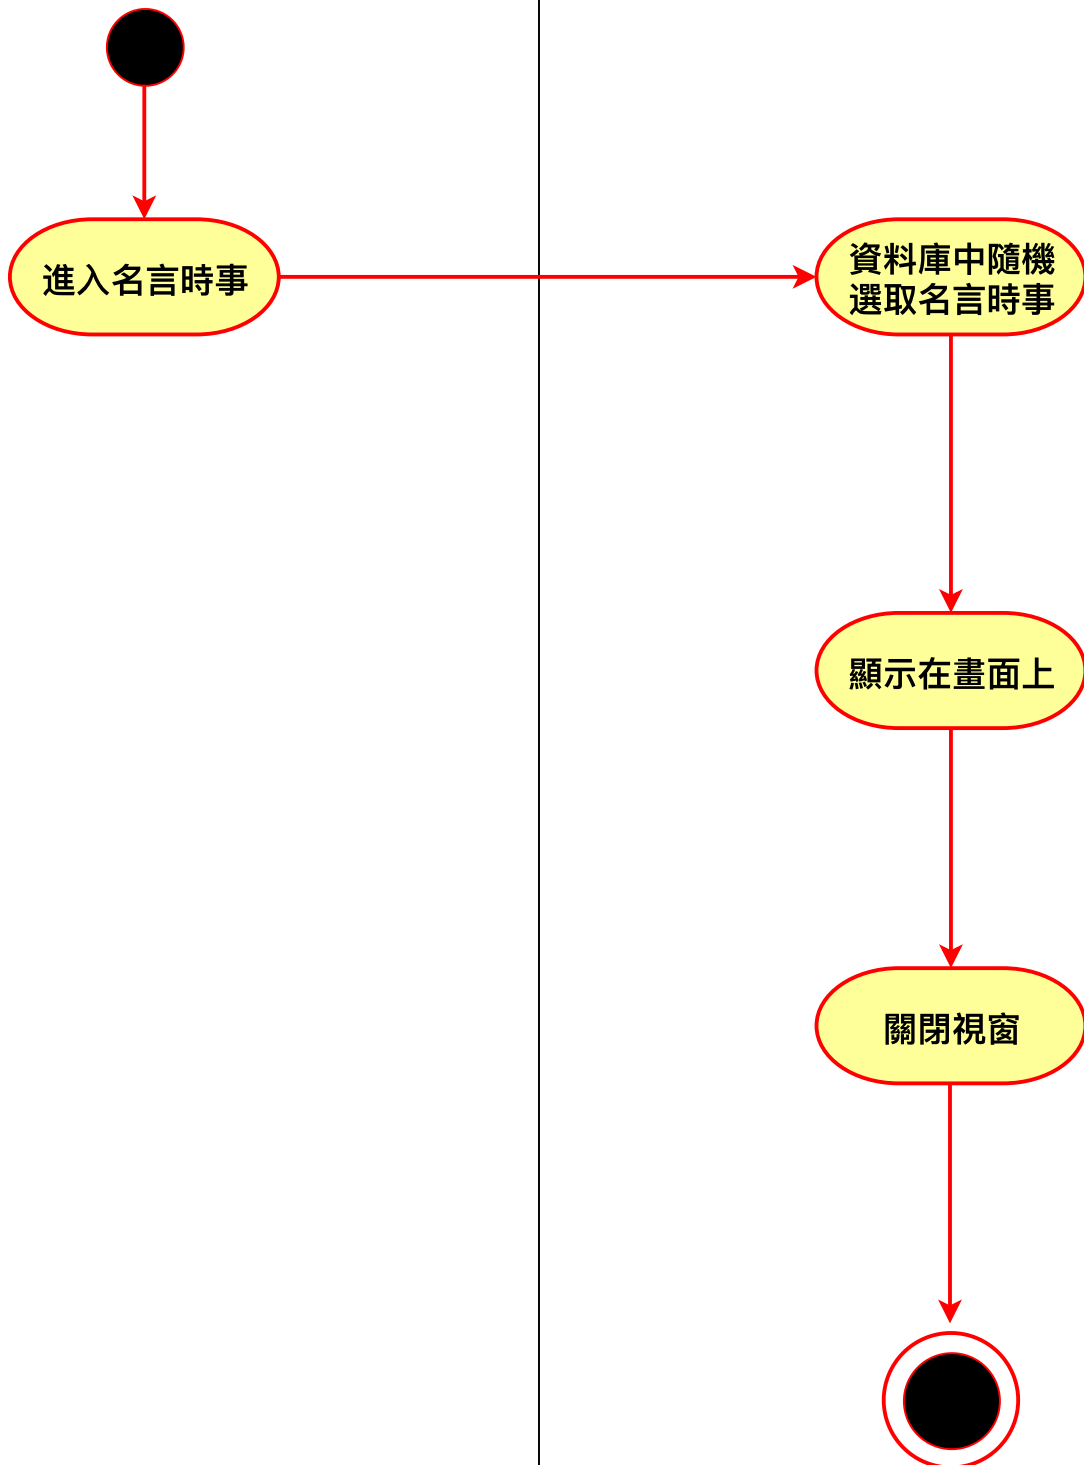 進入名言時事
資料庫中隨機
選取名言時事
顯示在畫面上
關閉視窗